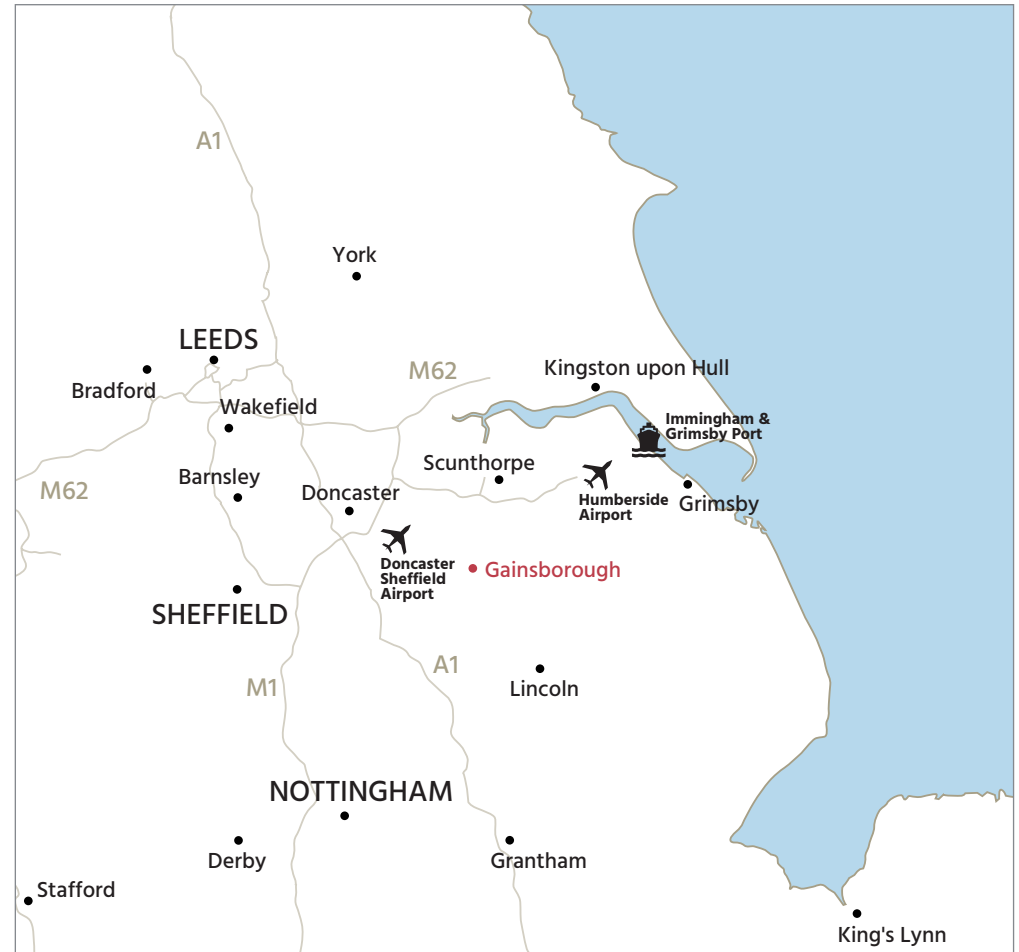 A1
York
LEEDS
Bradford
M62
Kingston upon Hull
Wakefield
Immingham &
Grimsby Port
Scunthorpe
Barnsley
M62
Doncaster
Humberside
Airport
Grimsby
Doncaster
Sheffield
Airport
Gainsborough
SHEFFIELD
A1
M1
Lincoln
NOTTINGHAM
Derby
Grantham
Stafford
King's Lynn